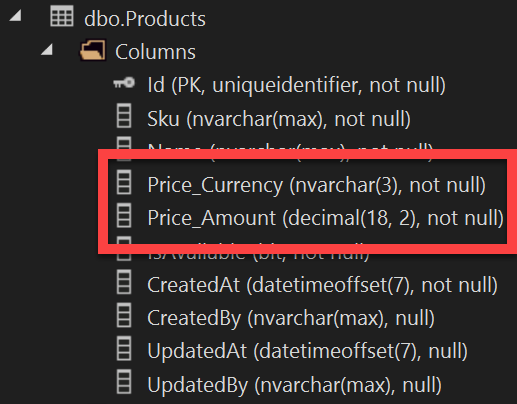 dbo.Products
Columns
Id (PK, uniqueidentifier, not null)
Sku (nvarchar(max), not null)
Name (nvarchar(max), not null)
Price_Currency (nvarchar(3), not null)
Price_Amount (decimal(18, 2), not null)
IsAvailable (bit, not null)
CreatedAt (datetimeoffset(7), not null)
CreatedBy (nvarchar(max), null)
UpdatedAt (datetimeoffset(7), null)
UpdatedBy (nvarchar(max), null)